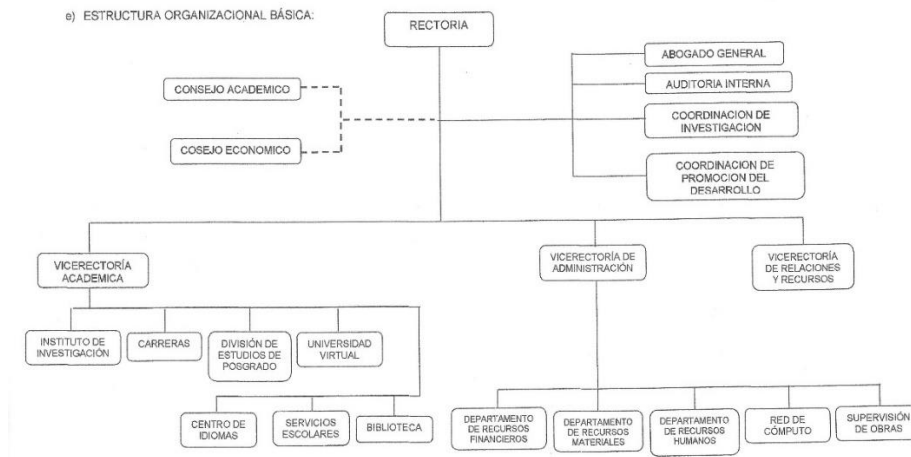 e) ESTRUCTURA ORGANIZACIONAL BÁSICA:
RECTORIA
ABOGADO GENERAL
AUDITORIA INTERNA
COORDINACION DE
INVESTIGACION
COORDINACION DE
PROMOCION DEL
DESARROLLO
CONSEJO ACADEMICO
COSEJO ECONOMICO
VICERECTORÍA
ACADEMICA
VICERECTORÍA DE
ADMINISTRACIÓN
VICERECTORÍA
DE RELACIONES
Y RECURSOS
INSTITUTO DE
INVESTIGACIÓN
CARRERAS
DIVISIÓN DE
ESTUDIOS DE
POSGRADO
UNIVERSIDAD
VIRTUAL
CENTRO DE
IDIOMAS
SERVICIOS
ESCOLARES
BIBLIOTECA
DEPARTAMENTO
DE RECURSOS
FINANCIEROS
DEPARTAMENTO
DE RECURSOS
MATERIALES
DEPARTAMENTO
DE RECURSOS
HUMANOS
RED DE
CÓMPUTO
SUPERVISIÓN
DE OBRAS